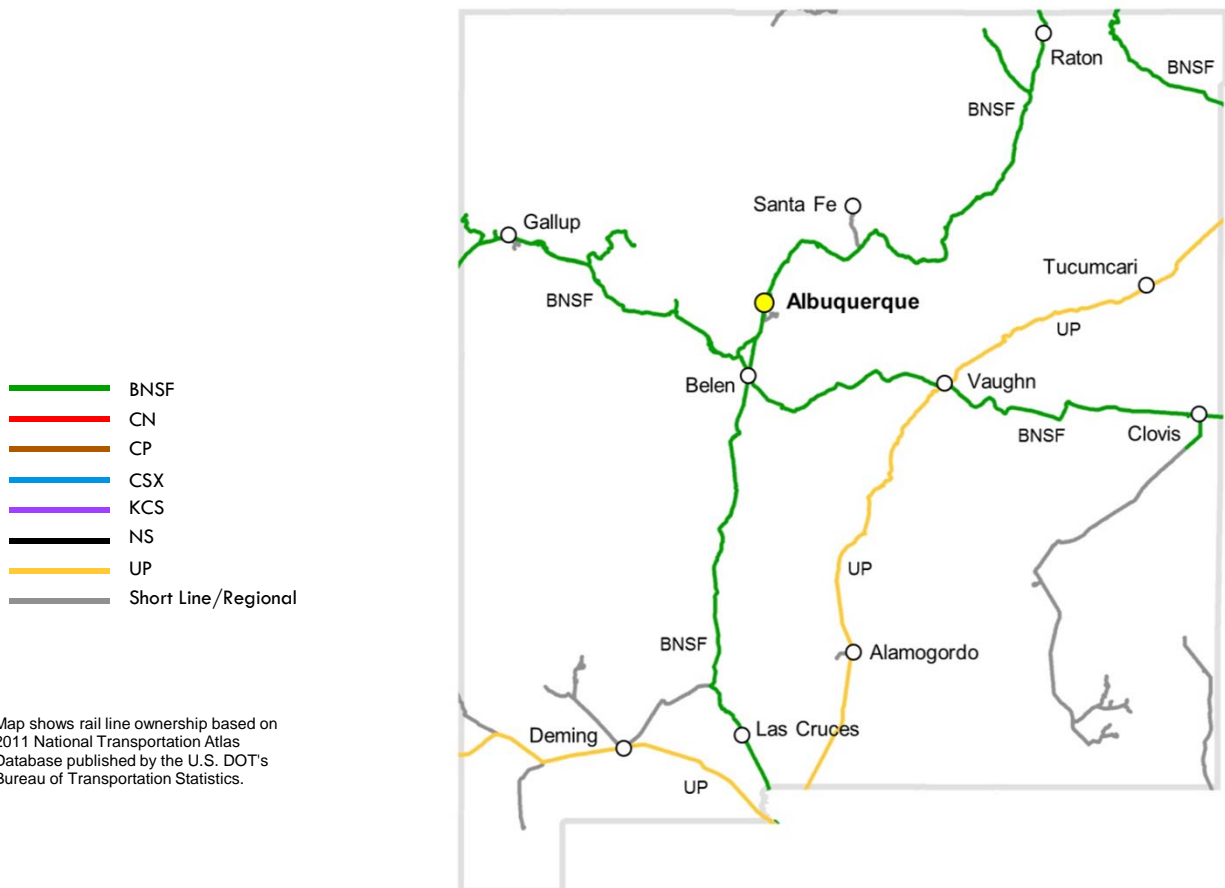 Raton
BNSF
BNSF
Santa Fe
Gallup
Tucumcari
BNSF
Albuquerque
UP
Belen
Vaughn
BNSF
Clovis
BNSF
CN
CP
CSX
KCS
NS
UP
Short Line/Regional
UP
BNSF
Alamogordo
Map shows rail line ownership based on
2011 National Transportation Atlas
Database published by the U.S. DOT's
Bureau of Transportation Statistics.
Deming
Las Cruces
UP